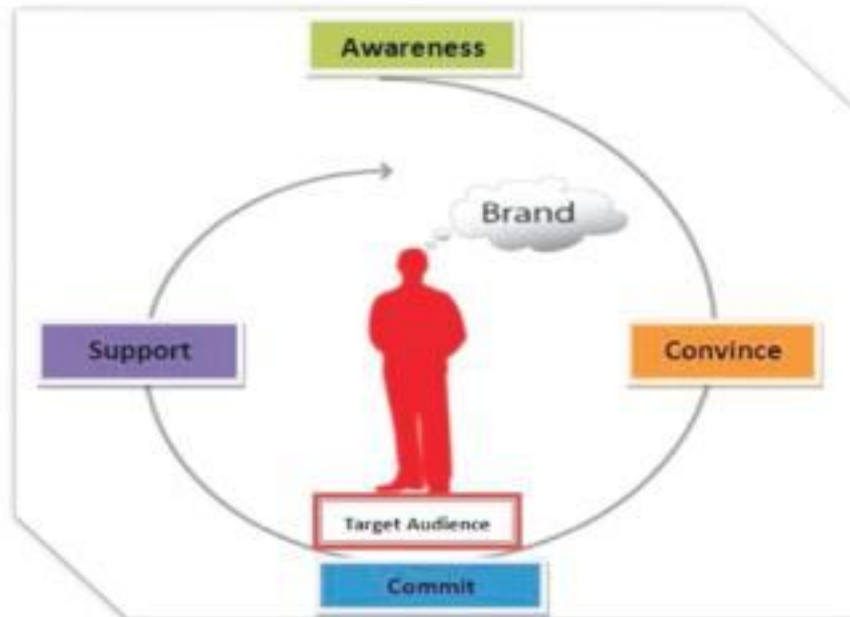 Awareness
Brand
Support
Convince
Target Audience
Commit